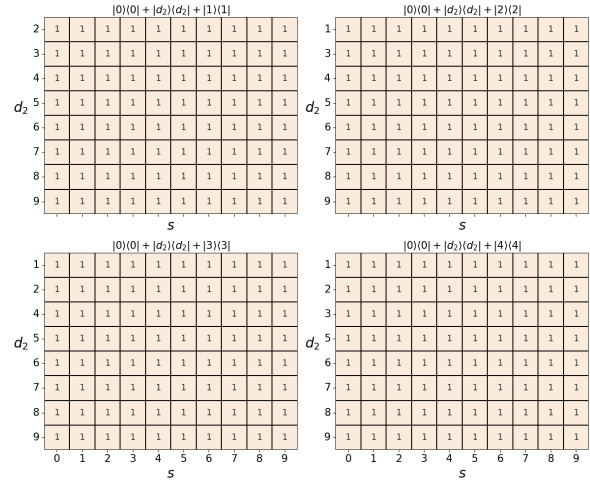 |0⟩⟨0| + |d₂⟩⟨d₂| + |1⟩⟨1|
2 1 1 1 1 1 1 1 1 1 1
3 1 1 1 1 1 1 1 1 1 1
4 1 1 1 1 1 1 1 1 1 1
5 1 1 1 1 1 1 1 1 1 1
6 1 1 1 1 1 1 1 1 1 1
7 1 1 1 1 1 1 1 1 1 1
8 1 1 1 1 1 1 1 1 1 1
9 1 1 1 1 1 1 1 1 1 1
d₂
s
|0⟩⟨0| + |d₂⟩⟨d₂| + |2⟩⟨2|
1 1 1 1 1 1 1 1 1 1 1
3 1 1 1 1 1 1 1 1 1 1
4 1 1 1 1 1 1 1 1 1 1
5 1 1 1 1 1 1 1 1 1 1
6 1 1 1 1 1 1 1 1 1 1
7 1 1 1 1 1 1 1 1 1 1
8 1 1 1 1 1 1 1 1 1 1
9 1 1 1 1 1 1 1 1 1 1
d₂
s
|0⟩⟨0| + |d₂⟩⟨d₂| + |3⟩⟨3|
1 1 1 1 1 1 1 1 1 1 1
2 1 1 1 1 1 1 1 1 1 1
4 1 1 1 1 1 1 1 1 1 1
5 1 1 1 1 1 1 1 1 1 1
6 1 1 1 1 1 1 1 1 1 1
7 1 1 1 1 1 1 1 1 1 1
8 1 1 1 1 1 1 1 1 1 1
9 1 1 1 1 1 1 1 1 1 1
0 1 2 3 4 5 6 7 8 9
d₂
s
|0⟩⟨0| + |d₂⟩⟨d₂| + |4⟩⟨4|
1 1 1 1 1 1 1 1 1 1 1
2 1 1 1 1 1 1 1 1 1 1
3 1 1 1 1 1 1 1 1 1 1
5 1 1 1 1 1 1 1 1 1 1
6 1 1 1 1 1 1 1 1 1 1
7 1 1 1 1 1 1 1 1 1 1
8 1 1 1 1 1 1 1 1 1 1
9 1 1 1 1 1 1 1 1 1 1
0 1 2 3 4 5 6 7 8 9
d₂
s